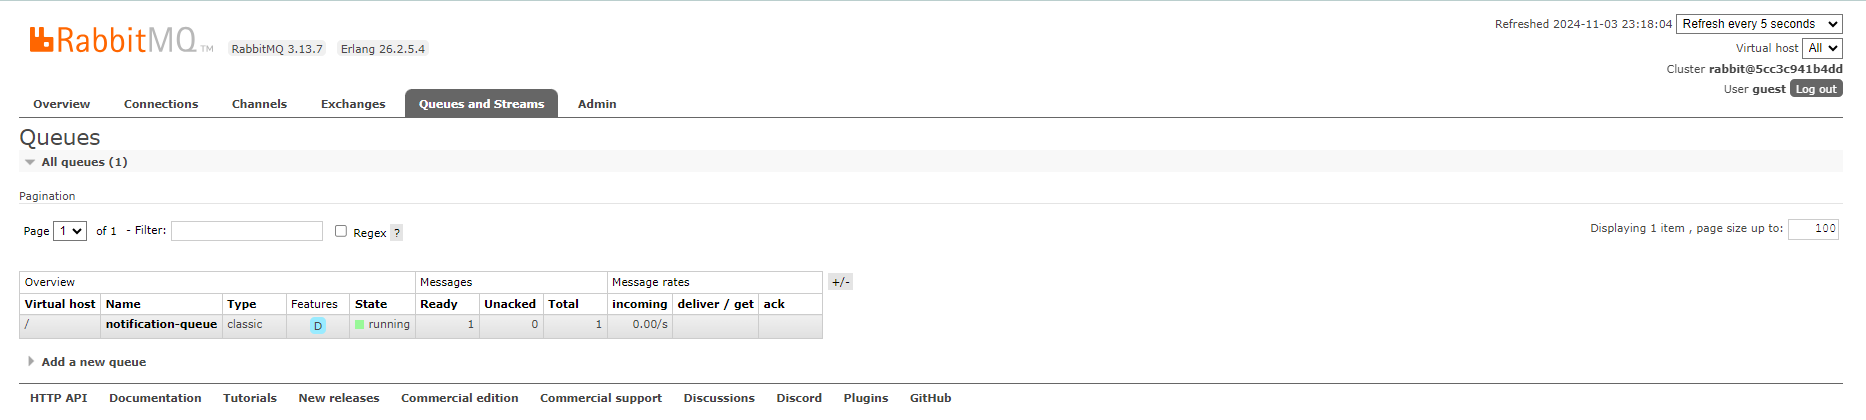 Refreshed 2024-11-03 23:18:04 Refresh every 5 seconds
RabbitMQ TM RabbitMQ 3.13.7 Erlang 26.2.5.4
Virtual host All
Cluster rabbit@5cc3c941b4dd
User guest Log out
Overview Connections Channels Exchanges Queues and Streams Admin
Queues
All queues (1)
Pagination
Page 1 of 1 - Filter: Regex ? Displaying 1 item , page size up to: 100
Overview Messages Message rates +/-
Virtual host Name Type Features State Ready Unacked Total incoming deliver / get ack
/ notification-queue classic D running 1 0 1 0.00/s
Add a new queue
HTTP API Documentation Tutorials New releases Commercial edition Commercial support Discussions Discord Plugins GitHub